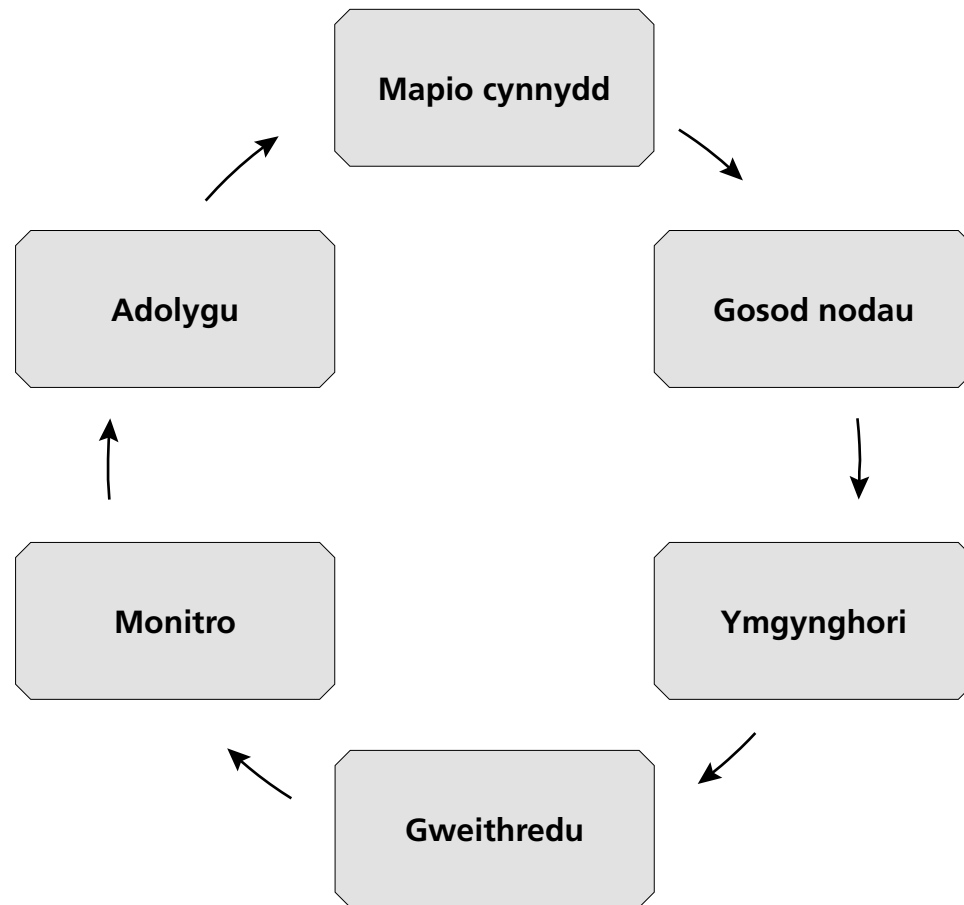 Mapio cynnydd
Gosod nodau
Ymgynghori
Gweithredu
Monitro
Adolygu